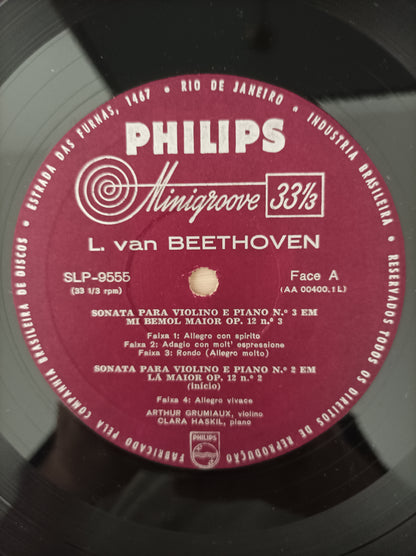 FABRICADO PELA COMPANHIA BRASILEIRA DE DISCOS • ESTRADA DAS FURNAS, 1467 • RIO DE JANEIRO • INDUSTRIA BRASILEIRA • RESERVADOS TODOS OS DIREITOS DE REPRODUÇÃO
PHILIPS
Minigroove 33⅓
L. van BEETHOVEN
SLP-9555 Face A
(33 1/3 rpm) (AA 00400.1L)
SONATA PARA VIOLINO E PIANO N.º 3 EM
MI BEMOL MAIOR OP. 12 n.º 3
Faixa 1: Allegro con spirito
Faixa 2: Adagio con molt' espressione
Faixa 3: Rondo (Allegro molto)
SONATA PARA VIOLINO E PIANO N.º 2 EM
LÁ MAIOR OP. 12 n.º 2
(início)
Faixa 4: Allegro vivace
ARTHUR GRUMIAUX, violino
CLARA HASKIL, piano
PHILIPS